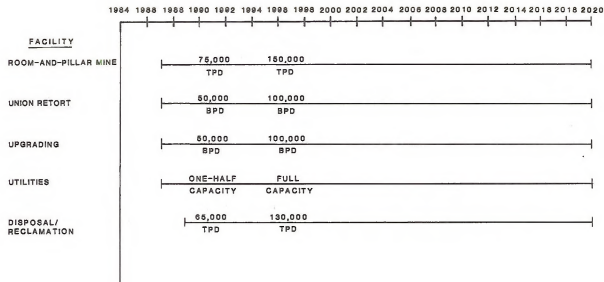 1984 1986 1988 1990 1992 1994 1996 1998 2000 2002 2004 2006 2008 2010 2012 2014 2016 2018 2020
FACILITY
ROOM-AND-PILLAR MINE
75,000
TPD
150,000
TPD
UNION RETORT
50,000
BPD
100,000
BPD
UPGRADING
50,000
BPD
100,000
BPD
UTILITIES
ONE-HALF
CAPACITY
FULL
CAPACITY
DISPOSAL/
RECLAMATION
65,000
TPD
130,000
TPD